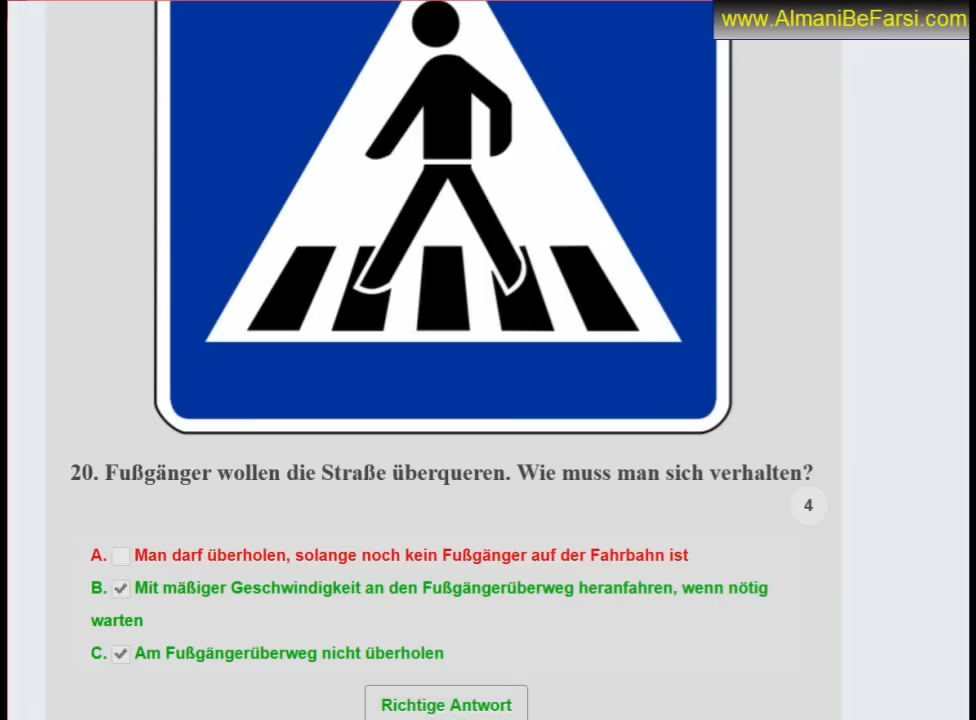 www.AlmaniBeFarsi.com
20. Fußgänger wollen die Straße überqueren. Wie muss man sich verhalten?
4
A. Man darf überholen, solange noch kein Fußgänger auf der Fahrbahn ist
B. Mit mäßiger Geschwindigkeit an den Fußgängerüberweg heranfahren, wenn nötig
warten
C. Am Fußgängerüberweg nicht überholen
Richtige Antwort